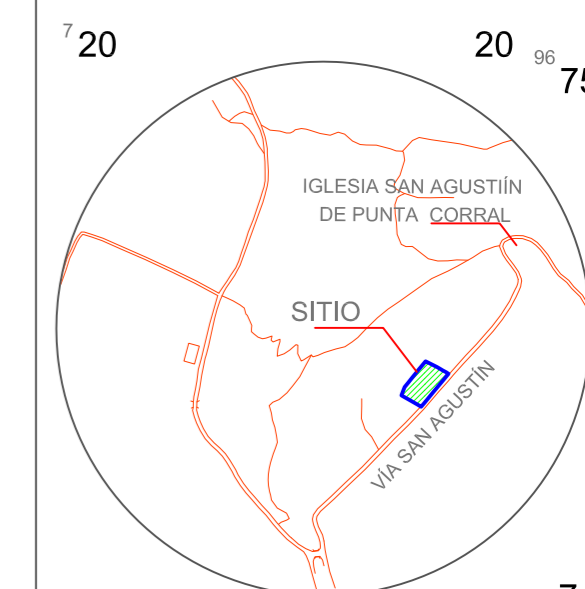 7 20
20
96 75
IGLESIA SAN AGUSTIÍN
DE PUNTA CORRAL
SITIO
VÍA SAN AGUSTÍN